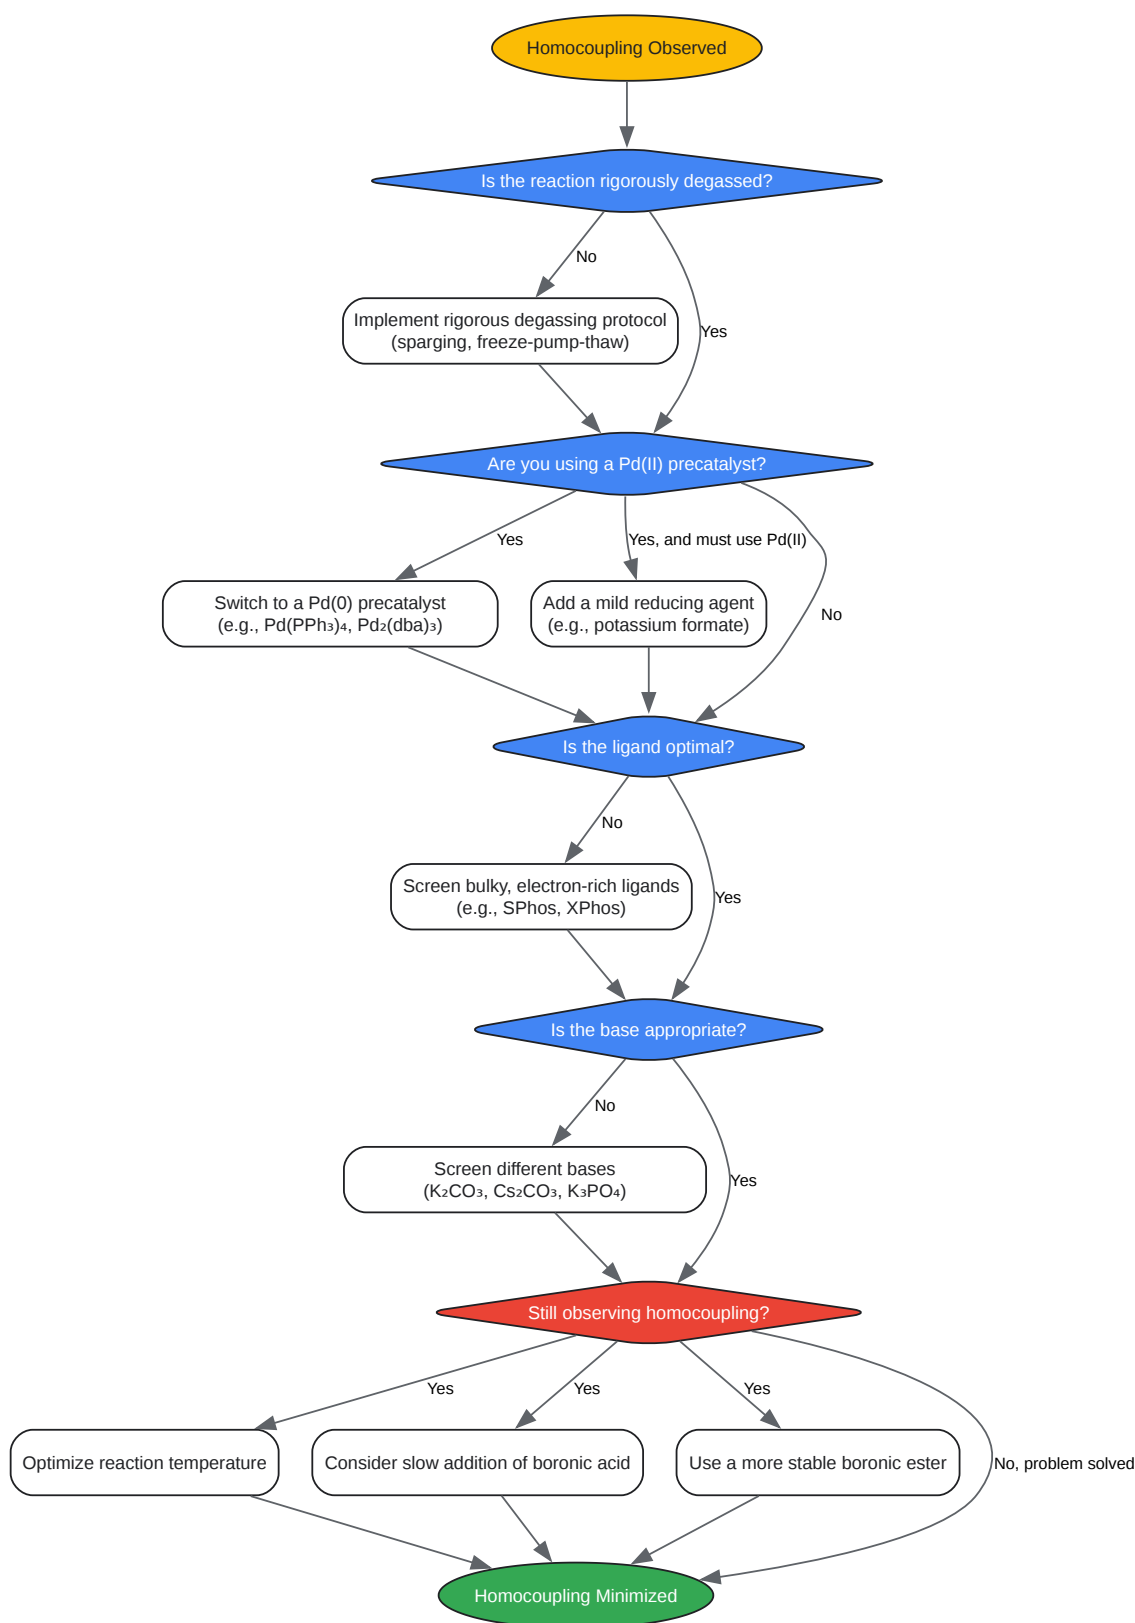 Homocoupling Observed
Is the reaction rigorously degassed?
No
Implement rigorous degassing protocol
(sparging, freeze-pump-thaw)
Yes
Are you using a Pd(II) precatalyst?
Yes
Yes, and must use Pd(II)
No
Switch to a Pd(0) precatalyst
(e.g., Pd(PPh₃)₄, Pd₂(dba)₃)
Add a mild reducing agent
(e.g., potassium formate)
Is the ligand optimal?
No
Screen bulky, electron-rich ligands
(e.g., SPhos, XPhos)
Yes
Is the base appropriate?
No
Screen different bases
(K₂CO₃, Cs₂CO₃, K₃PO₄)
Yes
Still observing homocoupling?
Yes
Yes
Yes
No, problem solved
Optimize reaction temperature
Consider slow addition of boronic acid
Use a more stable boronic ester
Homocoupling Minimized